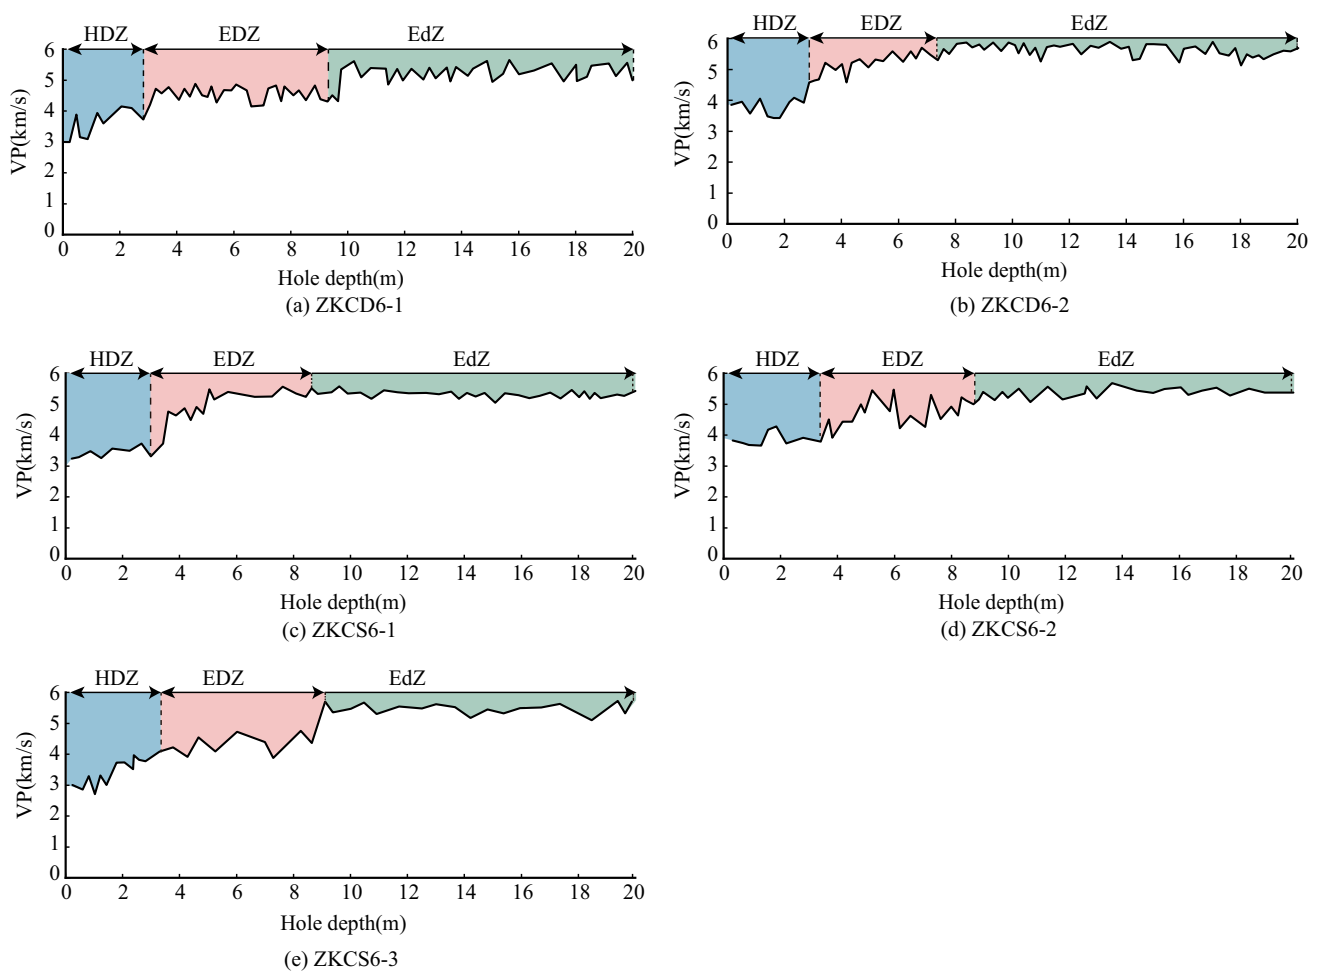 HDZ EDZ EdZ
6
5
4
3
2
1
0
VP(km/s)
0 2 4 6 8 10 12 14 16 18 20
Hole depth(m)
(a) ZKCD6-1
HDZ EDZ EdZ
6
5
4
3
2
1
0
VP(km/s)
0 2 4 6 8 10 12 14 16 18 20
Hole depth(m)
(b) ZKCD6-2
HDZ EDZ EdZ
6
5
4
3
2
1
0
VP(km/s)
0 2 4 6 8 10 12 14 16 18 20
Hole depth(m)
(c) ZKCS6-1
HDZ EDZ EdZ
6
5
4
3
2
1
0
VP(km/s)
0 2 4 6 8 10 12 14 16 18 20
Hole depth(m)
(d) ZKCS6-2
HDZ EDZ EdZ
6
5
4
3
2
1
0
VP(km/s)
0 2 4 6 8 10 12 14 16 18 20
Hole depth(m)
(e) ZKCS6-3